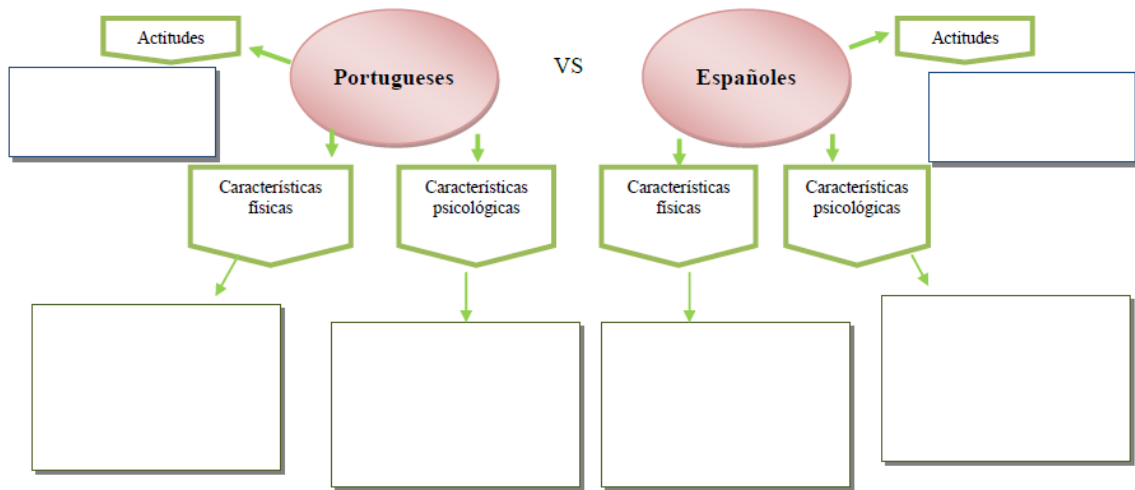 Actitudes
Portugueses
VS
Españoles
Actitudes
Características
físicas
Características
psicológicas
Características
físicas
Características
psicológicas